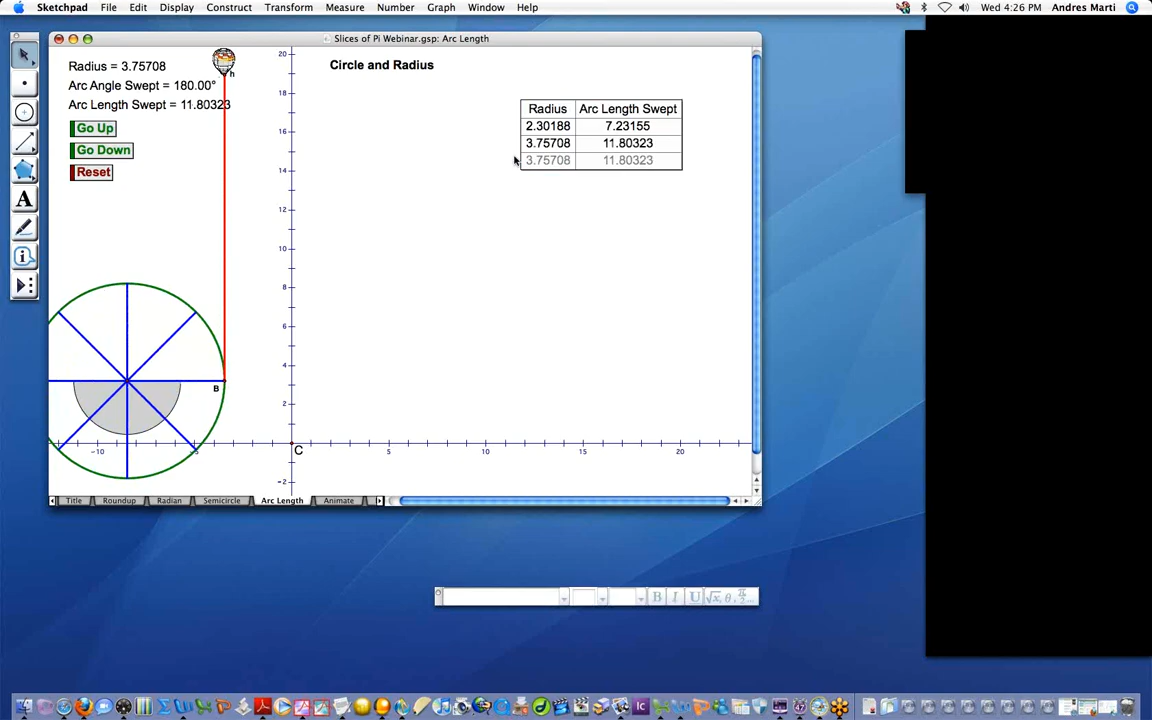 Sketchpad File Edit Display Construct Transform Measure Number Graph Window Help Wed 4:26 PM Andres Marti
Slices of Pi Webinar.gsp: Arc Length
Radius = 3.75708
Arc Angle Swept = 180.00°
Arc Length Swept = 11.80323
Go Up
Go Down
Reset
h
Circle and Radius
Radius Arc Length Swept
2.30188 7.23155
3.75708 11.80323
3.75708 11.80323
20
18
16
14
12
10
8
6
4
2
-2
B
C
-10 -5 5 10 15 20
A
Title Roundup Radian Semicircle Arc Length Animate
B I U √x, θ, π/2...
Ic